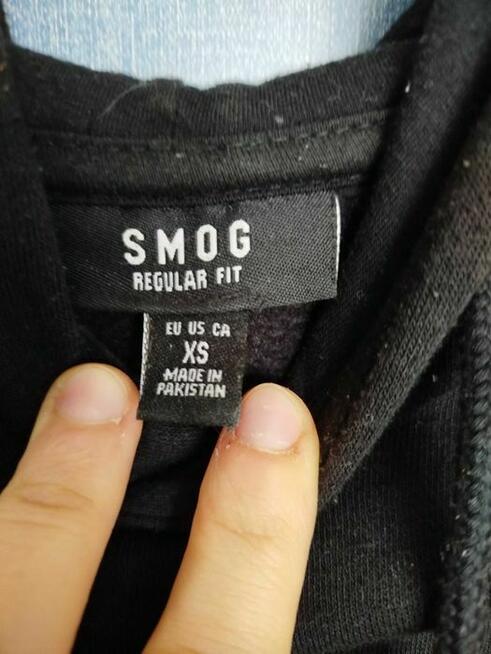 SMOG
REGULAR FIT
EU US CA
XS
MADE IN
PAKISTAN